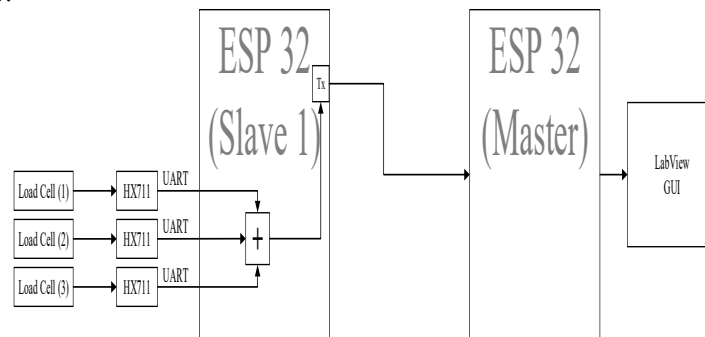 ESP 32
(Slave 1)
Tx
ESP 32
(Master)
LabView
GUI
Load Cell (1)
HX711
UART
Load Cell (2)
HX711
UART
+
Load Cell (3)
HX711
UART